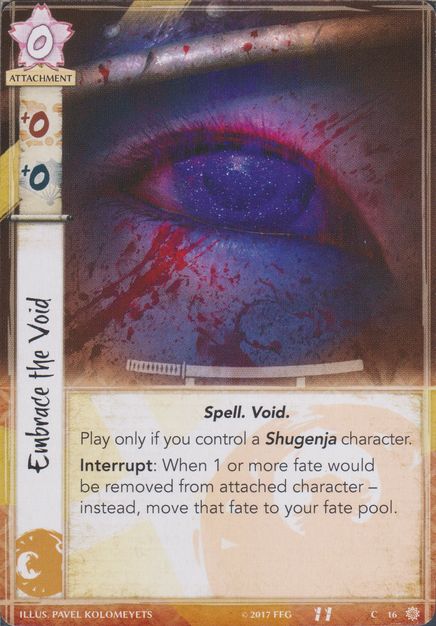 0
ATTACHMENT
+0
+0
Embrace the Void
Spell. Void.
Play only if you control a Shugenja character.
Interrupt: When 1 or more fate would
be removed from attached character –
instead, move that fate to your fate pool.
ILLUS. PAVEL KOLOMEYETS © 2017 FFG C 16